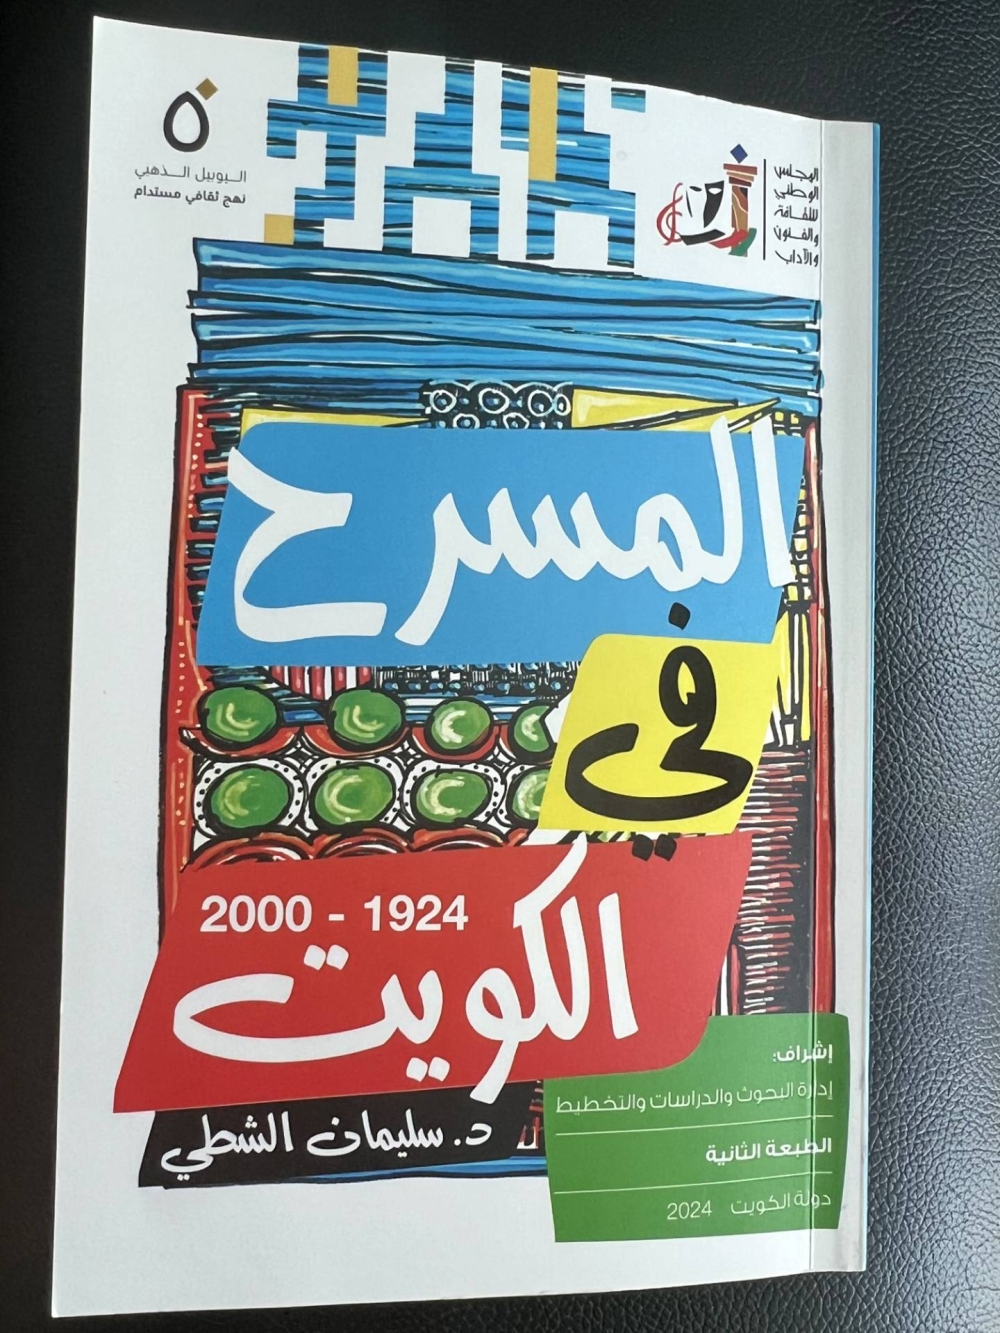 المجلس
الوطني
للثقافة
والفنون
والآداب
اليوبيل الذهبي
نهج ثقافي مستدام
المسرح
في
الكويت
2000 - 1924
د. سليمان الشطي
إشراف:
إدارة البحوث والدراسات والتخطيط
الطبعة الثانية
دولة الكويت 2024